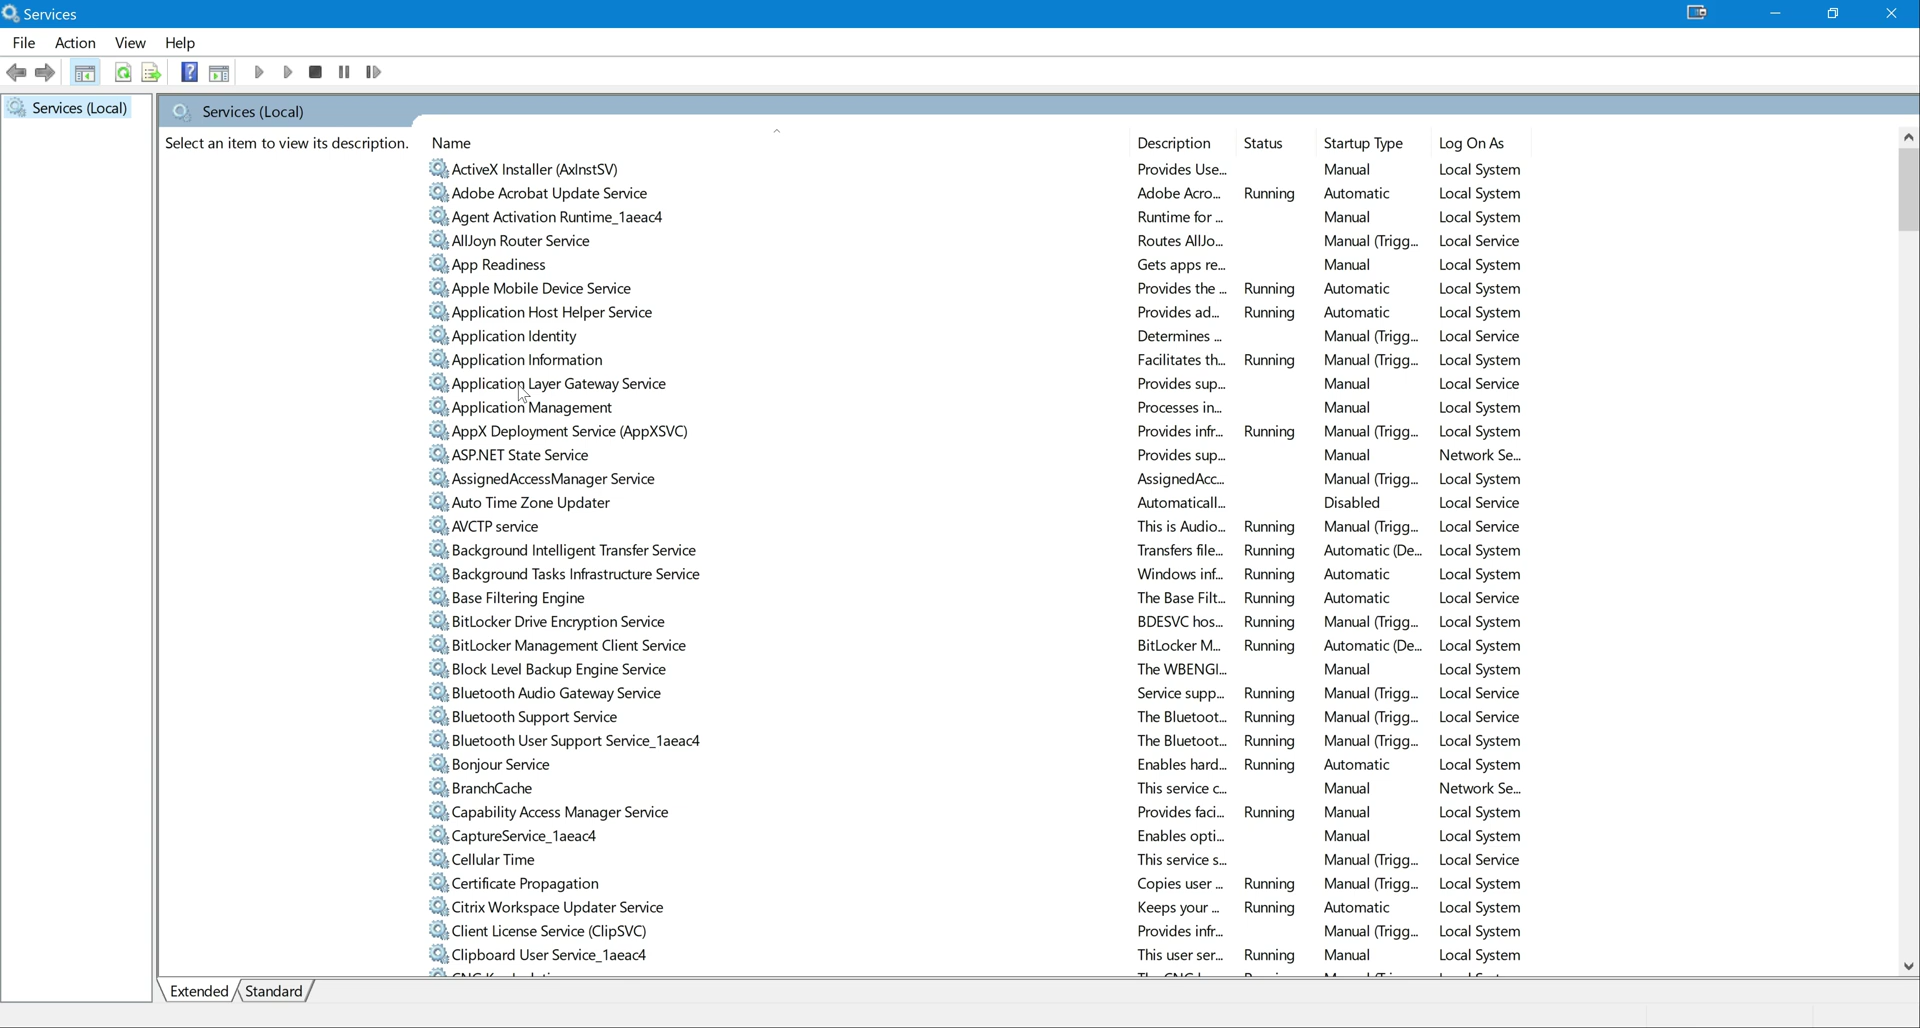 Services
File Action View Help
Services (Local)
Services (Local)
Select an item to view its description.
Name Description Status Startup Type Log On As
ActiveX Installer (AxInstSV) Provides Use... Manual Local System
Adobe Acrobat Update Service Adobe Acro... Running Automatic Local System
Agent Activation Runtime_1aeac4 Runtime for ... Manual Local System
AllJoyn Router Service Routes AllJo... Manual (Trigg... Local Service
App Readiness Gets apps re... Manual Local System
Apple Mobile Device Service Provides the ... Running Automatic Local System
Application Host Helper Service Provides ad... Running Automatic Local System
Application Identity Determines ... Manual (Trigg... Local Service
Application Information Facilitates th... Running Manual (Trigg... Local System
Application Layer Gateway Service Provides sup... Manual Local Service
Application Management Processes in... Manual Local System
AppX Deployment Service (AppXSVC) Provides infr... Running Manual (Trigg... Local System
ASP.NET State Service Provides sup... Manual Network Se...
AssignedAccessManager Service AssignedAcc... Manual (Trigg... Local System
Auto Time Zone Updater Automaticall... Disabled Local Service
AVCTP service This is Audio... Running Manual (Trigg... Local Service
Background Intelligent Transfer Service Transfers file... Running Automatic (De... Local System
Background Tasks Infrastructure Service Windows inf... Running Automatic Local System
Base Filtering Engine The Base Filt... Running Automatic Local Service
BitLocker Drive Encryption Service BDESVC hos... Running Manual (Trigg... Local System
BitLocker Management Client Service BitLocker M... Running Automatic (De... Local System
Block Level Backup Engine Service The WBENGI... Manual Local System
Bluetooth Audio Gateway Service Service supp... Running Manual (Trigg... Local Service
Bluetooth Support Service The Bluetoot... Running Manual (Trigg... Local Service
Bluetooth User Support Service_1aeac4 The Bluetoot... Running Manual (Trigg... Local System
Bonjour Service Enables hard... Running Automatic Local System
BranchCache This service c... Manual Network Se...
Capability Access Manager Service Provides faci... Running Manual Local System
CaptureService_1aeac4 Enables opti... Manual Local System
Cellular Time This service s... Manual (Trigg... Local Service
Certificate Propagation Copies user ... Running Manual (Trigg... Local System
Citrix Workspace Updater Service Keeps your ... Running Automatic Local System
Client License Service (ClipSVC) Provides infr... Manual (Trigg... Local System
Clipboard User Service_1aeac4 This user ser... Running Manual Local System
Extended Standard